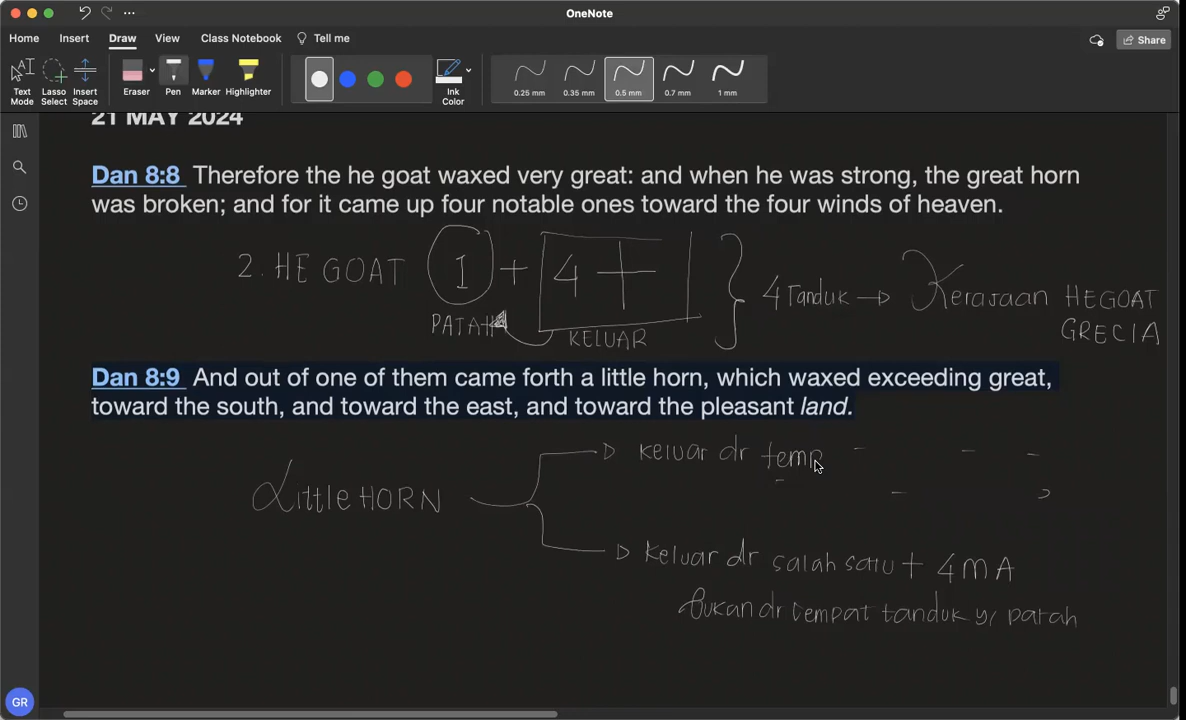 OneNote
Home Insert Draw View Class Notebook Tell me
Share
Text Mode
Lasso Select
Insert Space
Eraser
Pen
Marker
Highlighter
Ink Color
0.25 mm 0.35 mm 0.5 mm 0.7 mm 1 mm
21 MAY 2024
Dan 8:8 Therefore the he goat waxed very great: and when he was strong, the great horn
was broken; and for it came up four notable ones toward the four winds of heaven.
2. HE GOAT 1 + 4 + } 4 Tanduk → Kerajaan HEGOAT
GRECIA
PATAH KELUAR
Dan 8:9 And out of one of them came forth a little horn, which waxed exceeding great,
toward the south, and toward the east, and toward the pleasant land.
keluar dr temp
Little HORN
keluar dr salah satu + 4 mA
bukan dr tempat tanduk yg patah
GR